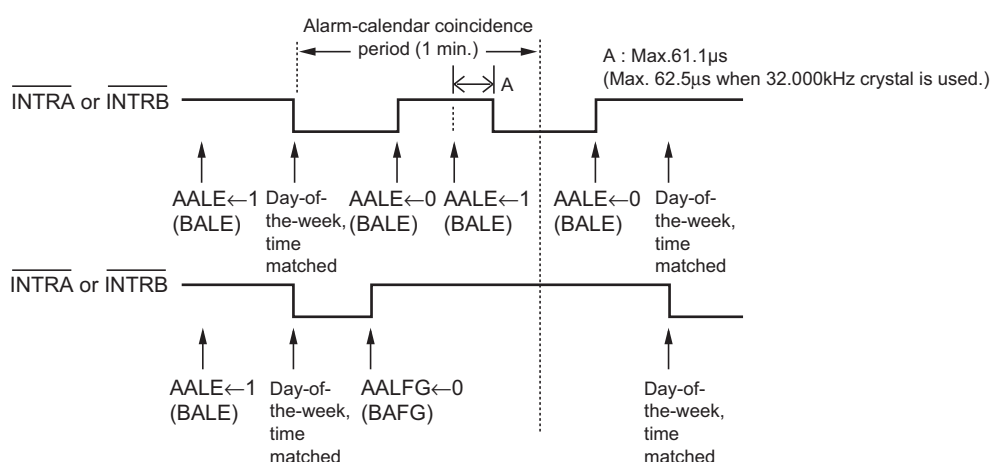 Alarm-calendar coincidence
period (1 min.)
A : Max.61.1µs
(Max. 62.5µs when 32.000kHz crystal is used.)
A
INTRA or INTRB
AALE←1
(BALE)
Day-of-
the-week,
time
matched
AALE←0
(BALE)
AALE←1
(BALE)
AALE←0
(BALE)
Day-of-
the-week,
time
matched
INTRA or INTRB
AALE←1
(BALE)
Day-of-
the-week,
time
matched
AALFG←0
(BAFG)
Day-of-
the-week,
time
matched